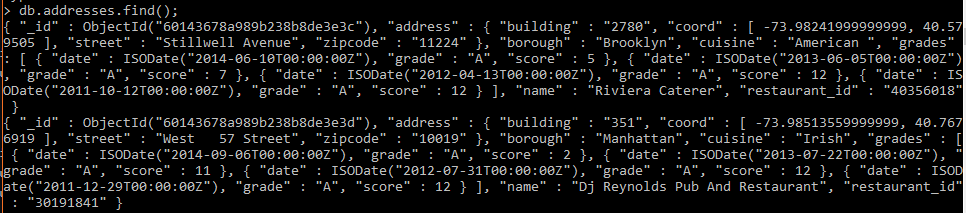 > db.addresses.find();
{ "_id" : ObjectId("60143678a989b238b8de3e3c"), "address" : { "building" : "2780", "coord" : [ -73.98241999999999, 40.57
9505 ], "street" : "Stillwell Avenue", "zipcode" : "11224" }, "borough" : "Brooklyn", "cuisine" : "American ", "grades"
: [ { "date" : ISODate("2014-06-10T00:00:00Z"), "grade" : "A", "score" : 5 }, { "date" : ISODate("2013-06-05T00:00:00Z")
, "grade" : "A", "score" : 7 }, { "date" : ISODate("2012-04-13T00:00:00Z"), "grade" : "A", "score" : 12 }, { "date" : IS
ODate("2011-10-12T00:00:00Z"), "grade" : "A", "score" : 12 } ], "name" : "Riviera Caterer", "restaurant_id" : "40356018"
}
{ "_id" : ObjectId("60143678a989b238b8de3e3d"), "address" : { "building" : "351", "coord" : [ -73.98513559999999, 40.767
6919 ], "street" : "West   57 Street", "zipcode" : "10019" }, "borough" : "Manhattan", "cuisine" : "Irish", "grades" : [
{ "date" : ISODate("2014-09-06T00:00:00Z"), "grade" : "A", "score" : 2 }, { "date" : ISODate("2013-07-22T00:00:00Z"), "
grade" : "A", "score" : 11 }, { "date" : ISODate("2012-07-31T00:00:00Z"), "grade" : "A", "score" : 12 }, { "date" : ISOD
ate("2011-12-29T00:00:00Z"), "grade" : "A", "score" : 12 } ], "name" : "Dj Reynolds Pub And Restaurant", "restaurant_id"
: "30191841" }